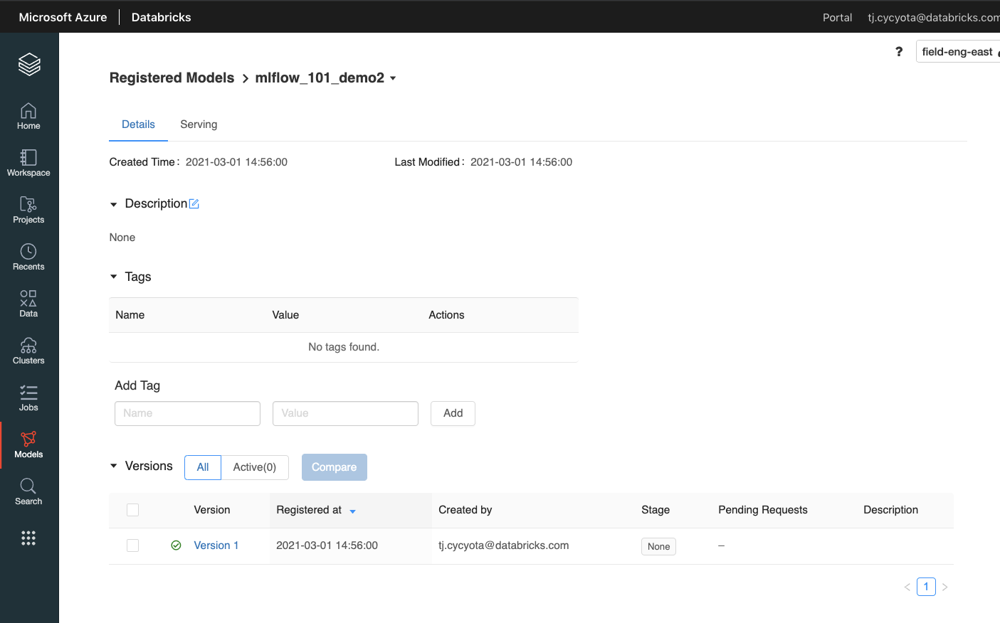 Microsoft Azure Databricks Portal tj.cycyota@databricks.com
? field-eng-east
Registered Models > mlflow_101_demo2
Home
Workspace
Projects
Recents
Data
Clusters
Jobs
Models
Search
Details Serving
Created Time: 2021-03-01 14:56:00 Last Modified: 2021-03-01 14:56:00
Description
None
Tags
Name Value Actions
No tags found.
Add Tag
Name Value Add
Versions All Active(0) Compare
Version Registered at Created by Stage Pending Requests Description
Version 1 2021-03-01 14:56:00 tj.cycyota@databricks.com None –
< 1 >